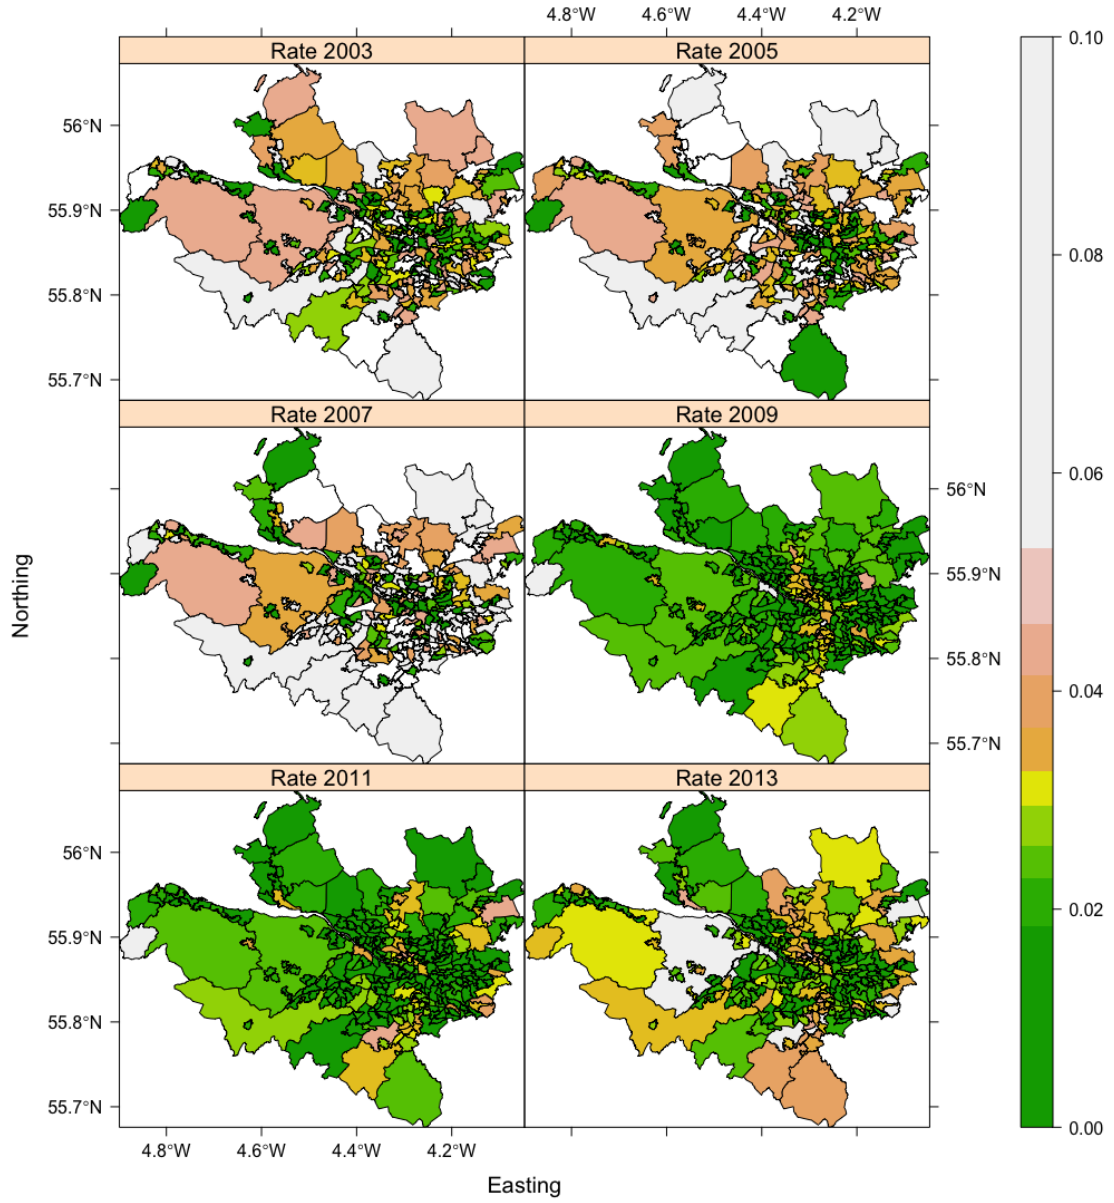 4.8°W 4.6°W 4.4°W 4.2°W
Rate 2003 Rate 2005
0.10
56°N
55.9°N
0.08
55.8°N
55.7°N
Rate 2007 Rate 2009
0.06
56°N
55.9°N
Northing
55.8°N
0.04
55.7°N
Rate 2011 Rate 2013
56°N
0.02
55.9°N
55.8°N
55.7°N
0.00
4.8°W 4.6°W 4.4°W 4.2°W
Easting